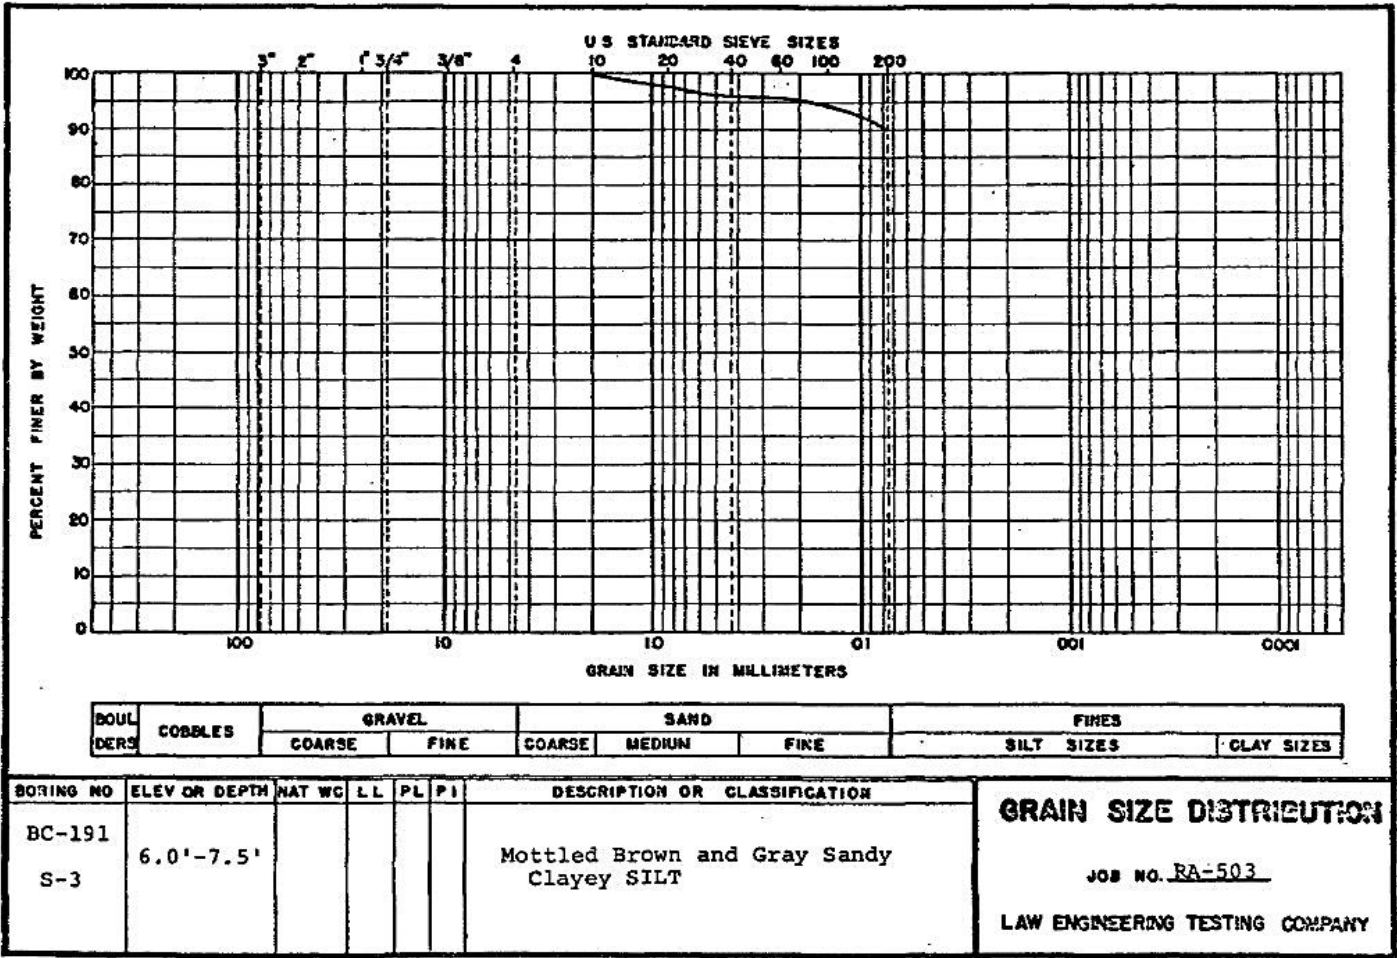 U S STANDARD SIEVE SIZES
3" 2" 1" 3/4" 3/8" 4 10 20 40 60 100 200
100
90
80
70
60
50
40
30
20
10
0
PERCENT FINER BY WEIGHT
100 10 1.0 0.1 0.01 0.001
GRAIN SIZE IN MILLIMETERS
BOUL DERS COBBLES GRAVEL SAND FINES
COARSE FINE COARSE MEDIUM FINE SILT SIZES CLAY SIZES
BORING NO ELEV OR DEPTH NAT WC LL PL PI DESCRIPTION OR CLASSIFICATION
BC-191
S-3
6.0'-7.5'
Mottled Brown and Gray Sandy
Clayey SILT
GRAIN SIZE DISTRIBUTION
JOB NO. RA-503
LAW ENGINEERING TESTING COMPANY